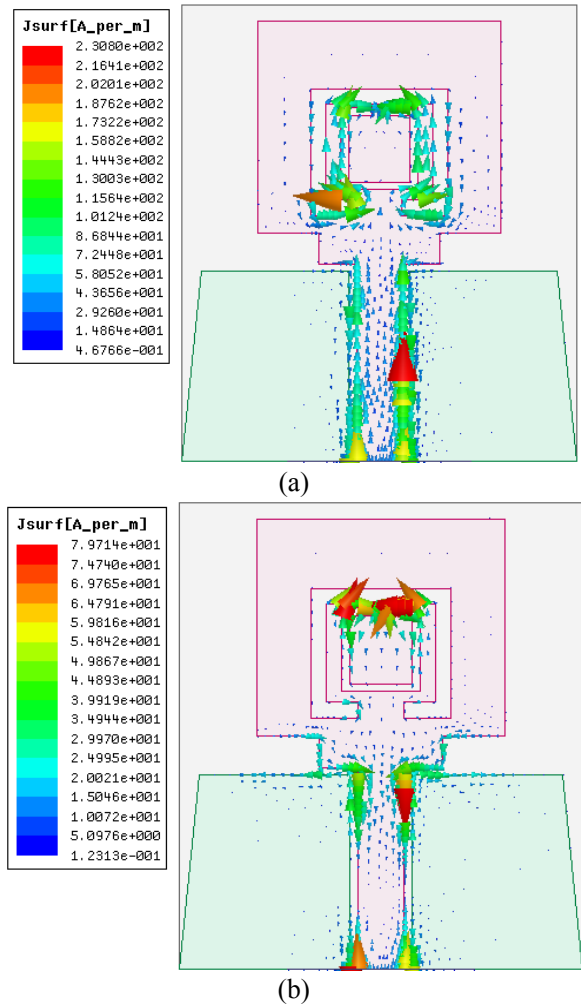 Jsurf[A_per_m]
2.3080e+002
2.1641e+002
2.0201e+002
1.8762e+002
1.7322e+002
1.5882e+002
1.4443e+002
1.3003e+002
1.1564e+002
1.0124e+002
8.6844e+001
7.2448e+001
5.8052e+001
4.3656e+001
2.9260e+001
1.4864e+001
4.6766e-001
(a)
Jsurf[A_per_m]
7.9714e+001
7.4740e+001
6.9765e+001
6.4791e+001
5.9816e+001
5.4842e+001
4.9867e+001
4.4893e+001
3.9919e+001
3.4944e+001
2.9970e+001
2.4995e+001
2.0021e+001
1.5046e+001
1.0072e+001
5.0976e+000
1.2313e-001
(b)